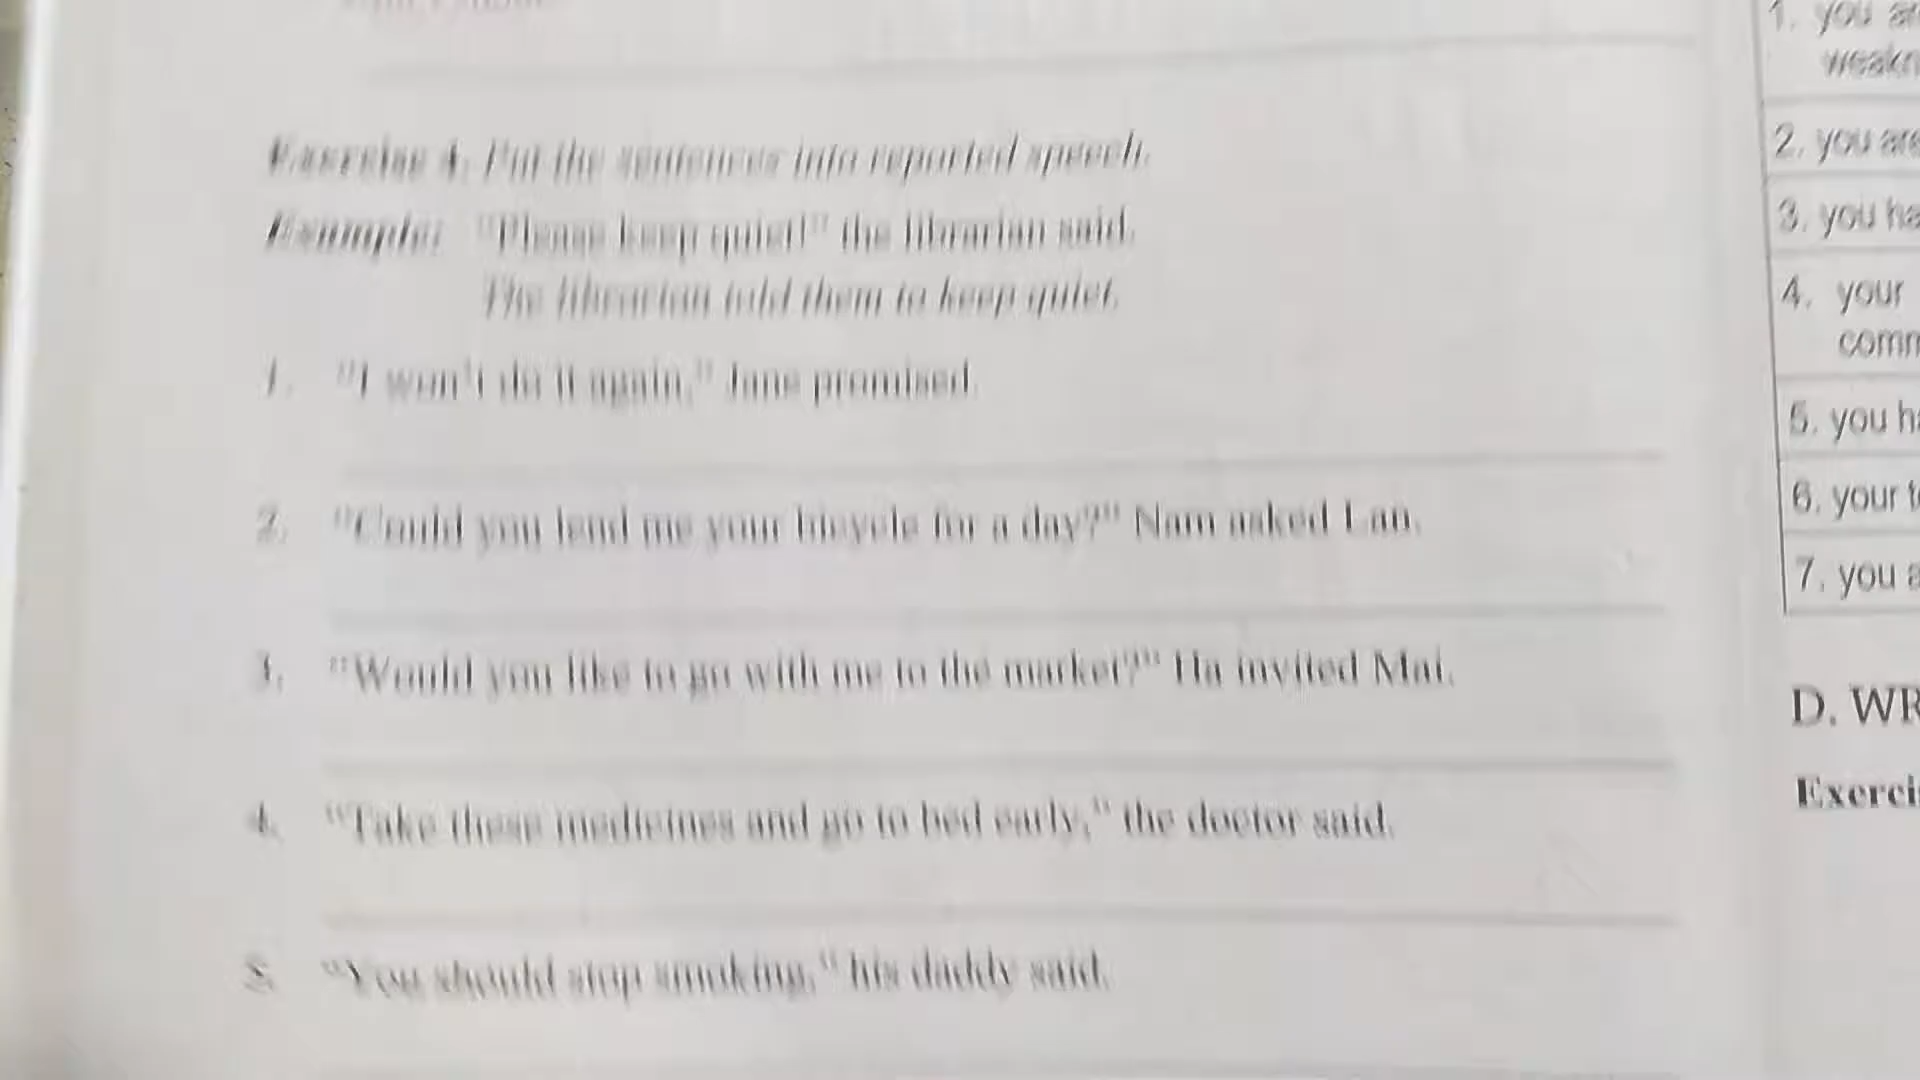 Exercise 4: Put the sentences into reported speech.
Example: "Please keep quiet!" the librarian said.
The librarian told them to keep quiet.
1. "I won't do it again," Jane promised.
2. "Could you lend me your bicycle for a day?" Nam asked Lan.
3. "Would you like to go with me to the market?" Ha invited Mai.
4. "Take these medicines and go to bed early," the doctor said.
5. "You should stop smoking," his daddy said.
1. you
2. you
3. you
4. your
5. you
6. your
7. you
D.